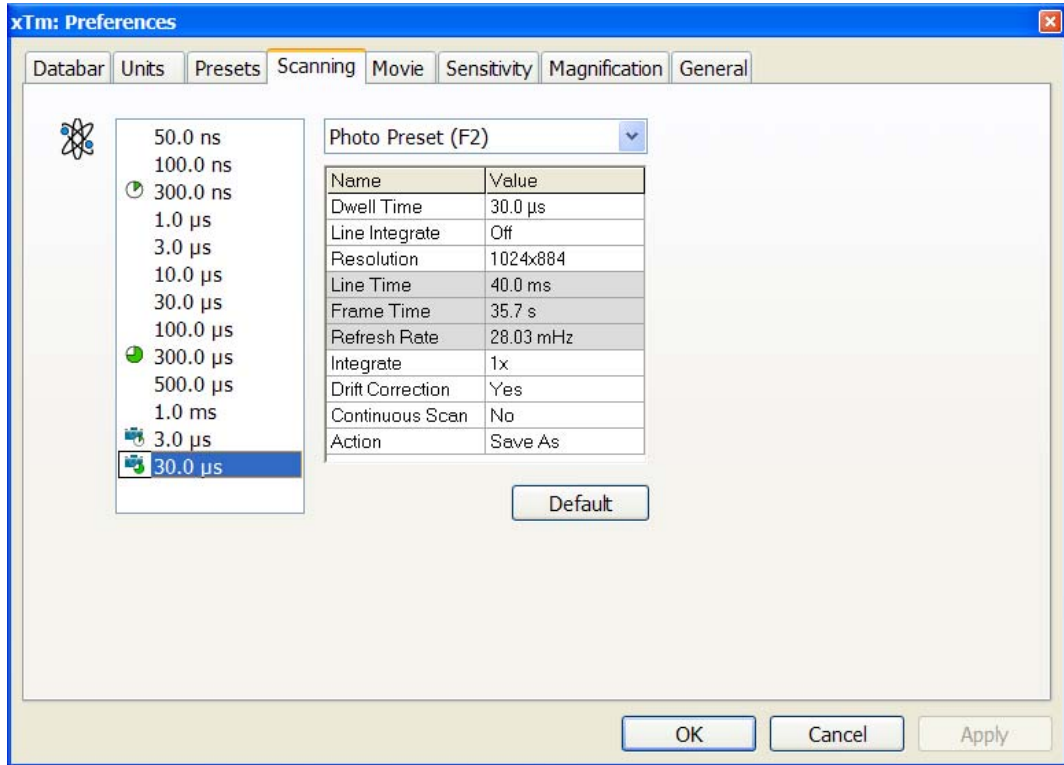 xTm: Preferences
Databar Units Presets Scanning Movie Sensitivity Magnification General
50.0 ns
100.0 ns
300.0 ns
1.0 µs
3.0 µs
10.0 µs
30.0 µs
100.0 µs
300.0 µs
500.0 µs
1.0 ms
3.0 µs
30.0 µs
Photo Preset (F2)
Name Value
Dwell Time 30.0 µs
Line Integrate Off
Resolution 1024x884
Line Time 40.0 ms
Frame Time 35.7 s
Refresh Rate 28.03 mHz
Integrate 1x
Drift Correction Yes
Continuous Scan No
Action Save As
Default
OK Cancel Apply